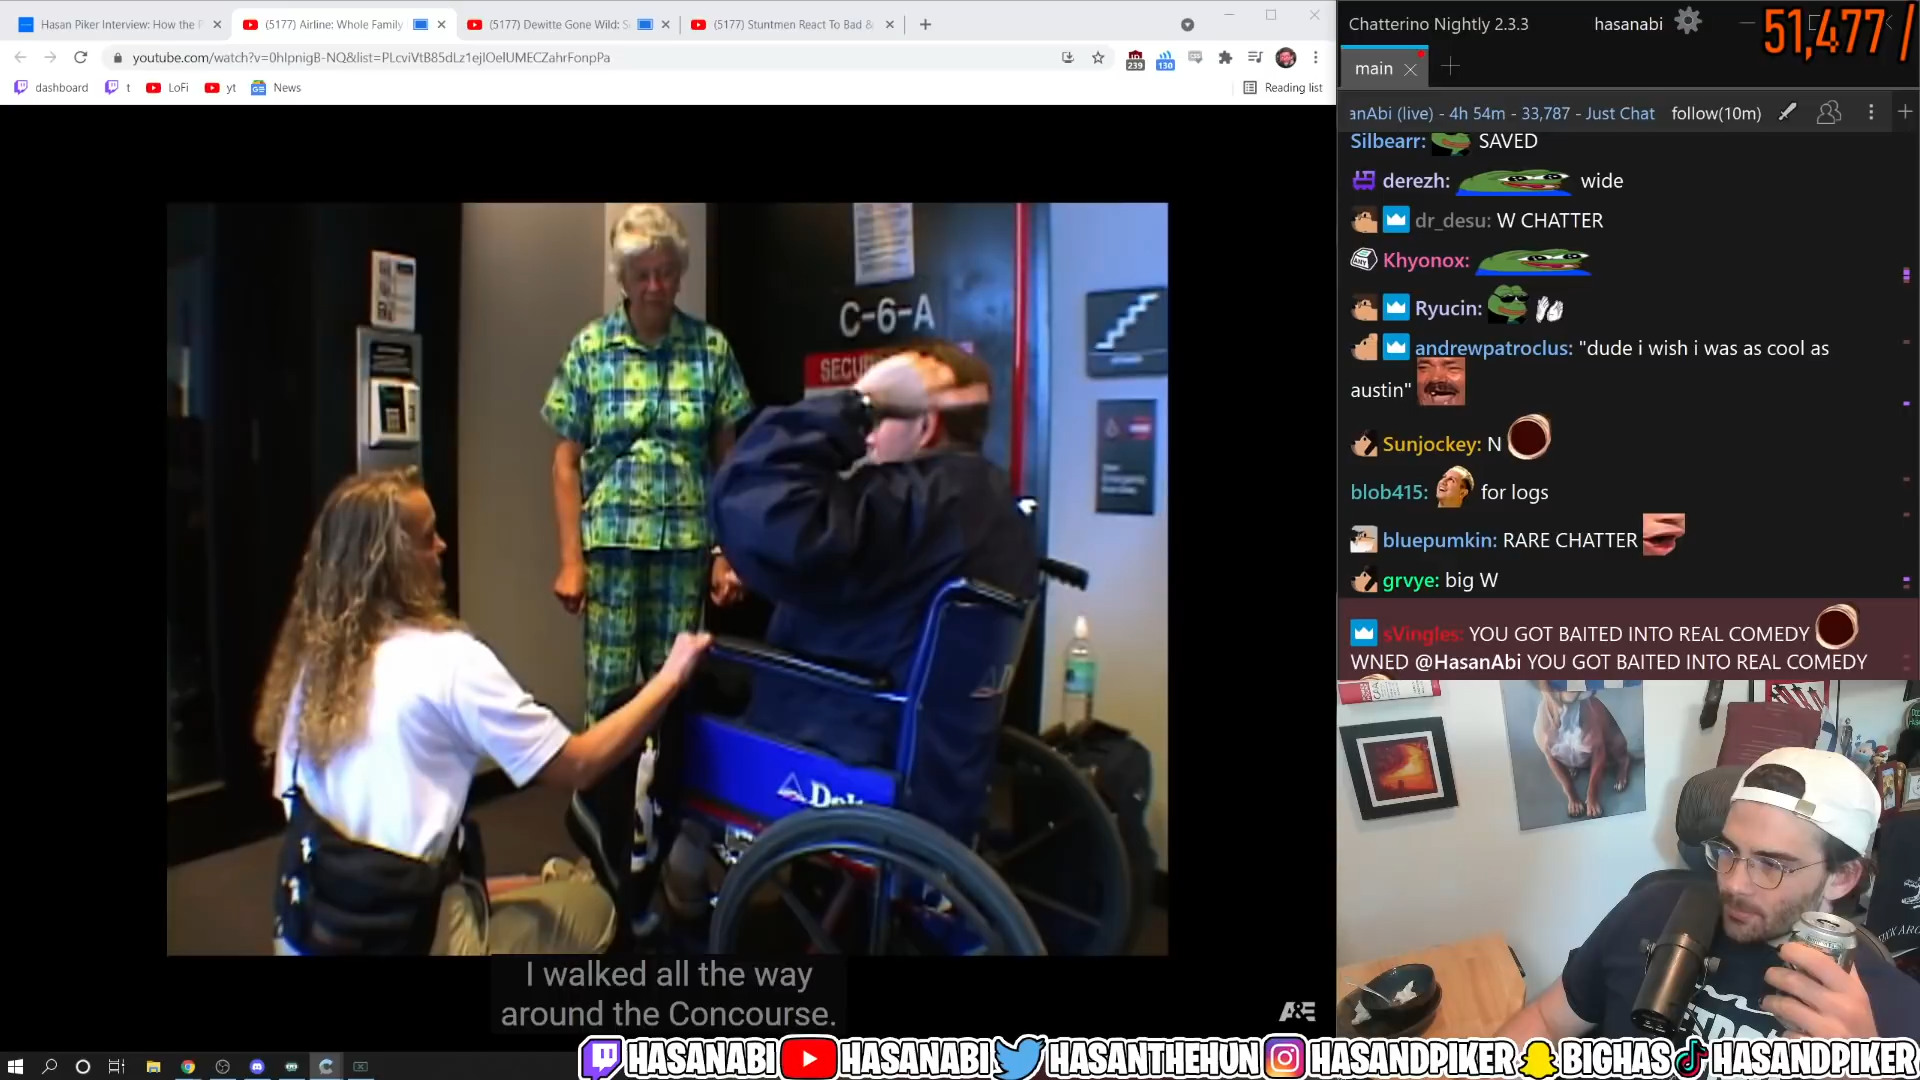 Hasan Piker Interview: How the P
(5177) Airline: Whole Family
(5177) Dewitte Gone Wild: S
(5177) Stuntmen React To Bad &
youtube.com/watch?v=0hIpnigB-NQ&list=PLcviVtB85dLz1ejlOelUMECZahrFonpPa
239
130
dashboard
t
LoFi
yt
News
Reading list
C-6-A
I walked all the way
around the Concourse.
A&E
Chatterino Nightly 2.3.3
hasanabi
51,477 /
main
anAbi (live) - 4h 54m - 33,787 - Just Chat
follow(10m)
Silbearr: SAVED
derezh: wide
dr_desu: W CHATTER
Khyonox:
Ryucin:
andrewpatroclus: "dude i wish i was as cool as
austin"
Sunjockey: N
blob415: for logs
bluepumkin: RARE CHATTER
grvye: big W
sVingles: YOU GOT BAITED INTO REAL COMEDY
WNED @HasanAbi YOU GOT BAITED INTO REAL COMEDY
HASANABI
HASANABI
HASANTHEHUN
HASANDPIKER
BIGHAS
HASANDPIKER